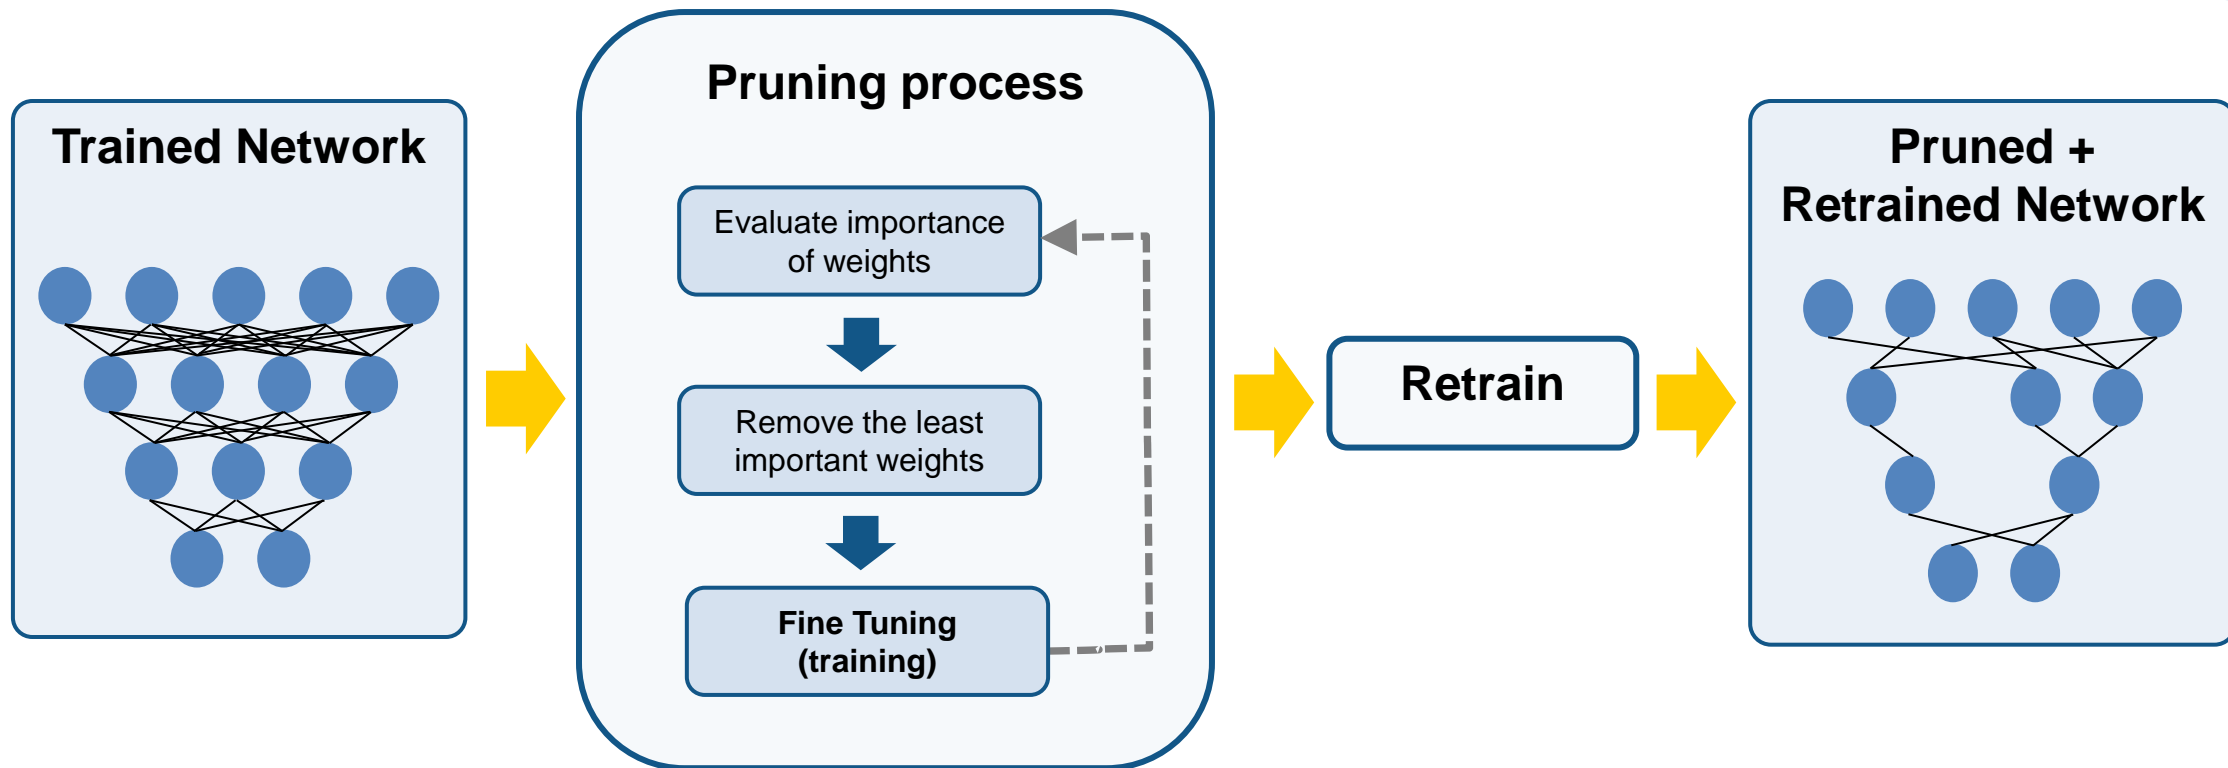 Trained Network
Pruning process
Evaluate importance
of weights
Remove the least
important weights
Fine Tuning
(training)
Retrain
Pruned +
Retrained Network